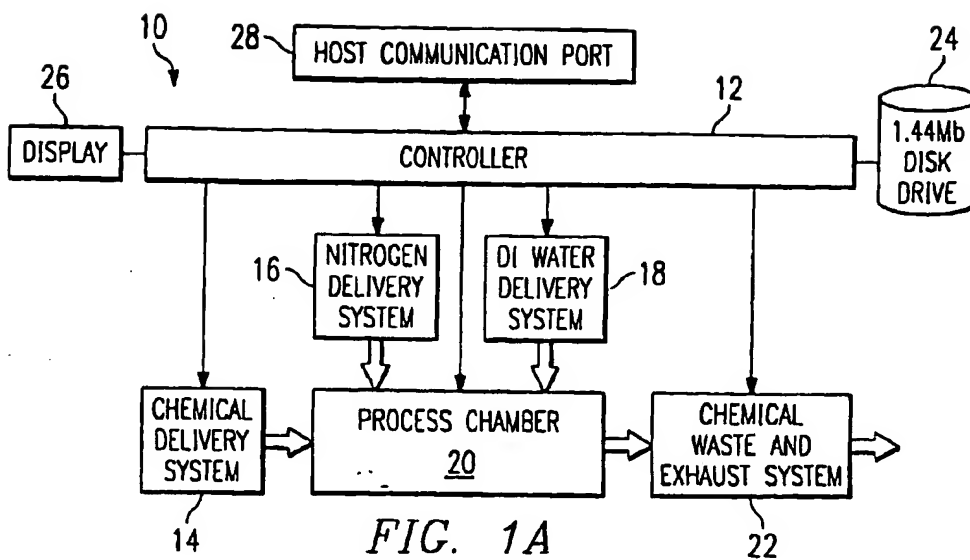 10
28
HOST COMMUNICATION PORT
24
26
12
DISPLAY
CONTROLLER
1.44Mb
DISK
DRIVE
16
NITROGEN
DELIVERY
SYSTEM
DI WATER
DELIVERY
SYSTEM
18
CHEMICAL
DELIVERY
SYSTEM
PROCESS CHAMBER
20
CHEMICAL
WASTE AND
EXHAUST SYSTEM
14
FIG. 1A
22